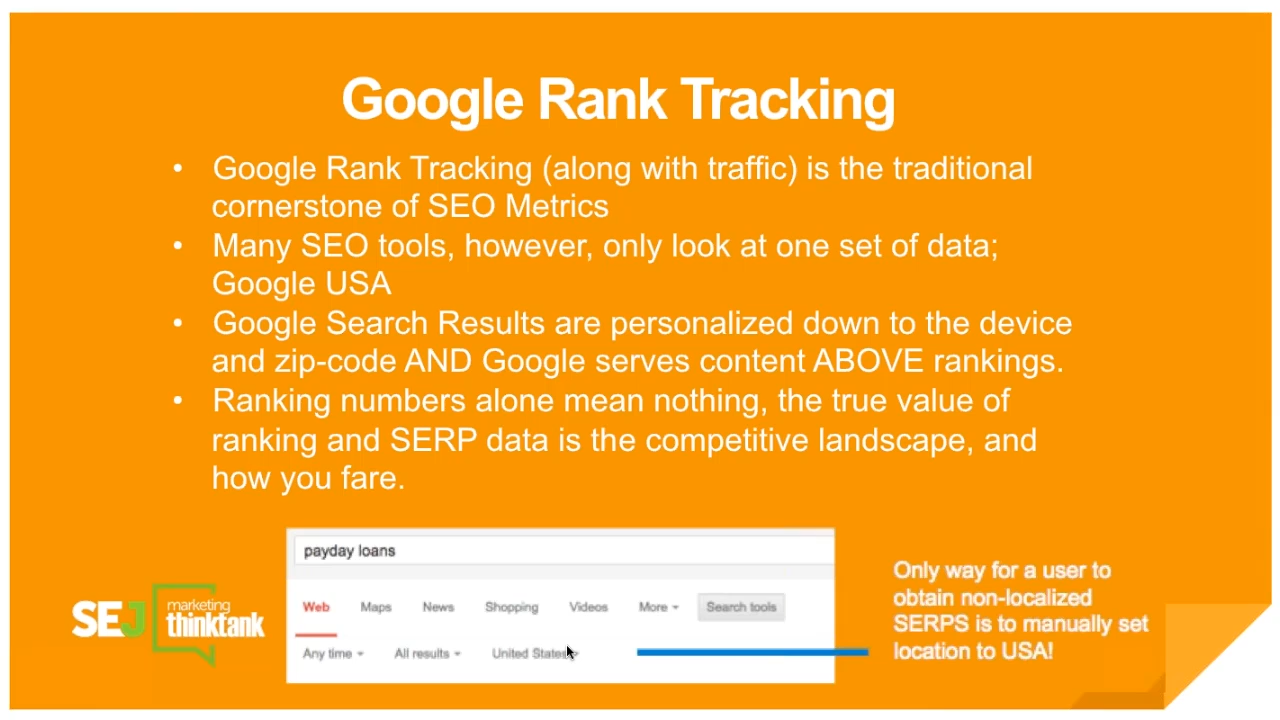 Google Rank Tracking
• Google Rank Tracking (along with traffic) is the traditional
cornerstone of SEO Metrics
• Many SEO tools, however, only look at one set of data;
Google USA
• Google Search Results are personalized down to the device
and zip-code AND Google serves content ABOVE rankings.
• Ranking numbers alone mean nothing, the true value of
ranking and SERP data is the competitive landscape, and
how you fare.
payday loans
Web Maps News Shopping Videos More Search tools
Any time All results United States
Only way for a user to
obtain non-localized
SERPS is to manually set
location to USA!
SEJ
marketing
thinktank